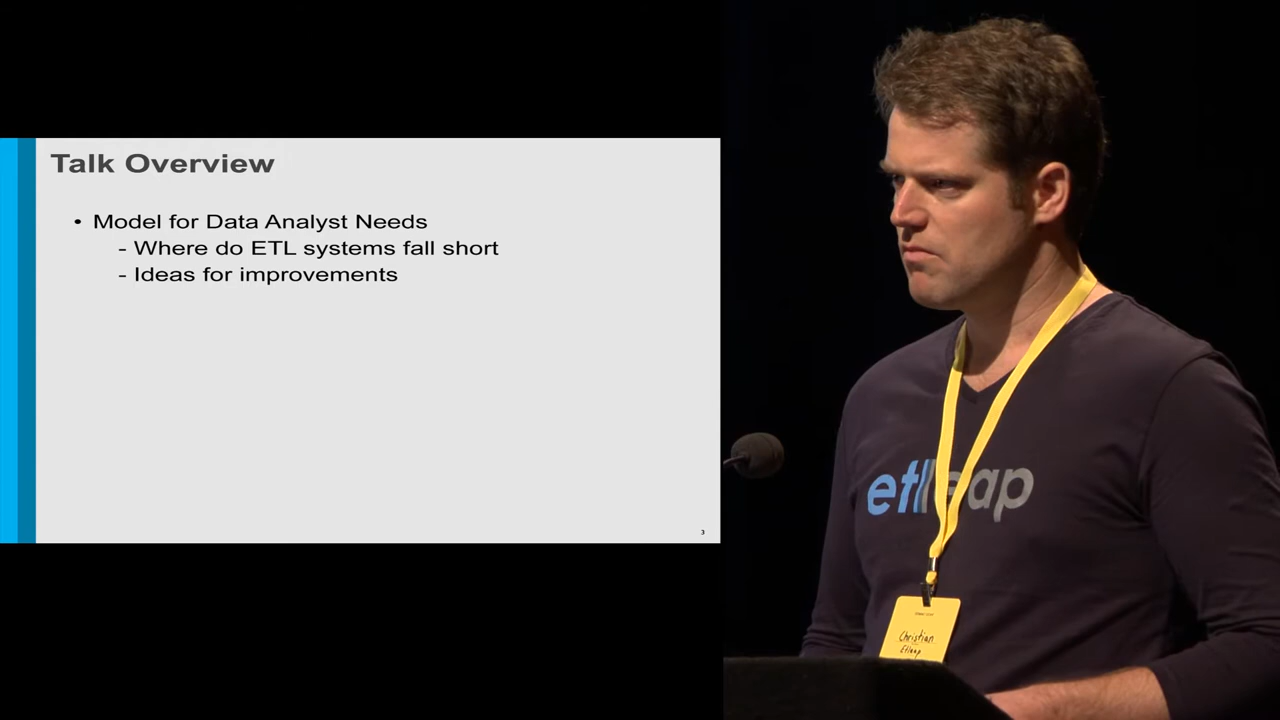 Talk Overview
• Model for Data Analyst Needs
- Where do ETL systems fall short
- Ideas for improvements
3
etleap
Christian
Etleap